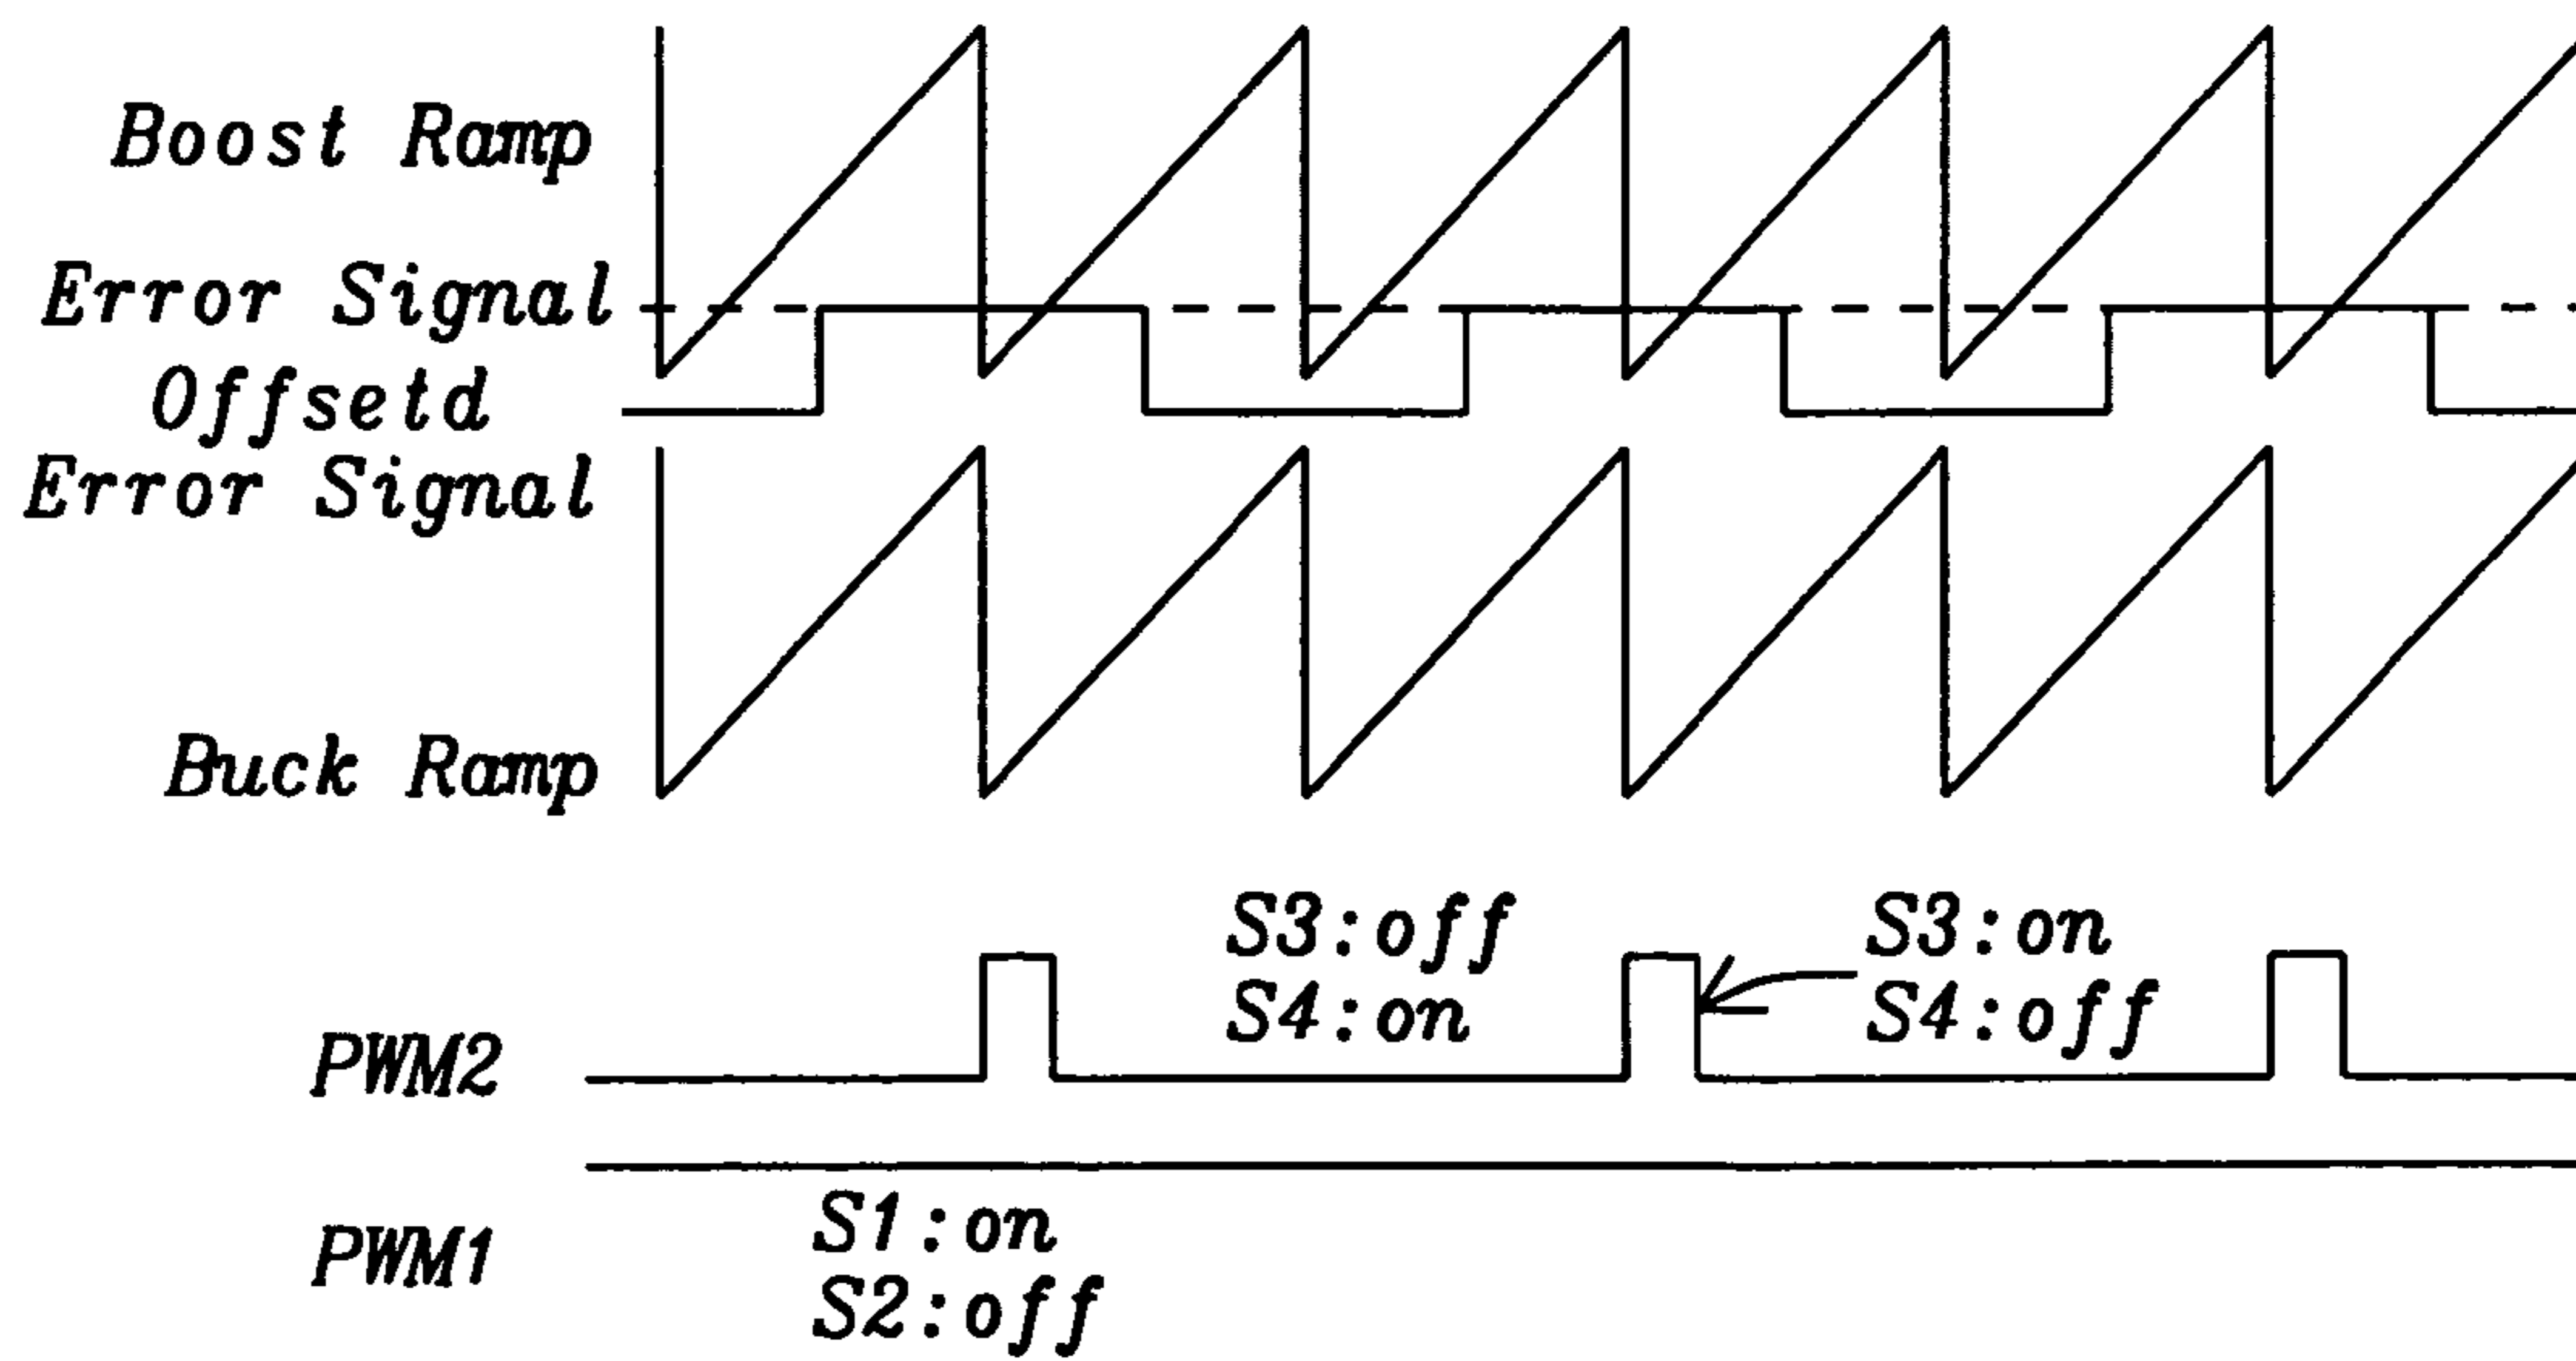 Boost Ramp
Error Signal
Offsetd
Error Signal
Buck Ramp
S3:off
S4:on
S3:on
S4:off
PWM2
PWM1
S1:on
S2:off